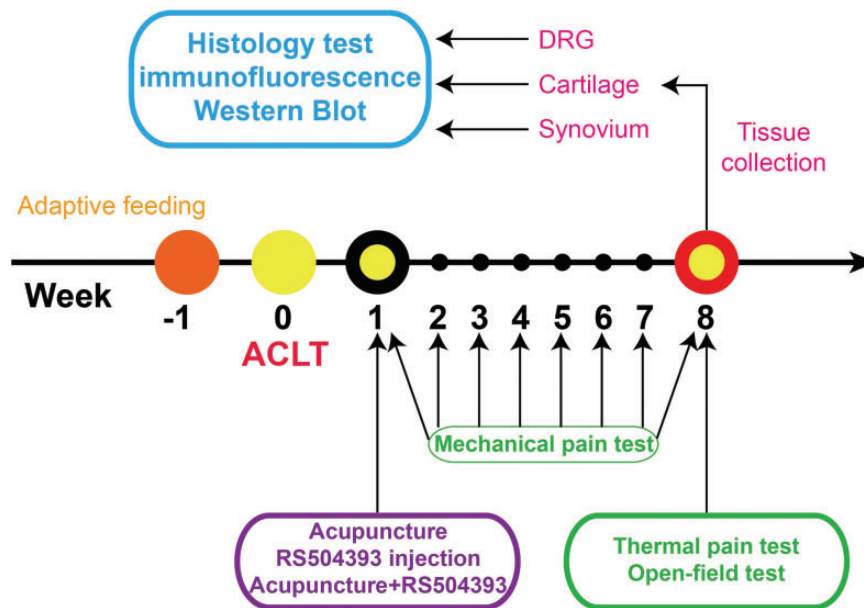 Histology test
immunofluorescence
Western Blot
DRG
Cartilage
Synovium
Tissue
collection
Adaptive feeding
Week
-1 0 1 2 3 4 5 6 7 8
ACLT
Mechanical pain test
Acupuncture
RS504393 injection
Acupuncture+RS504393
Thermal pain test
Open-field test